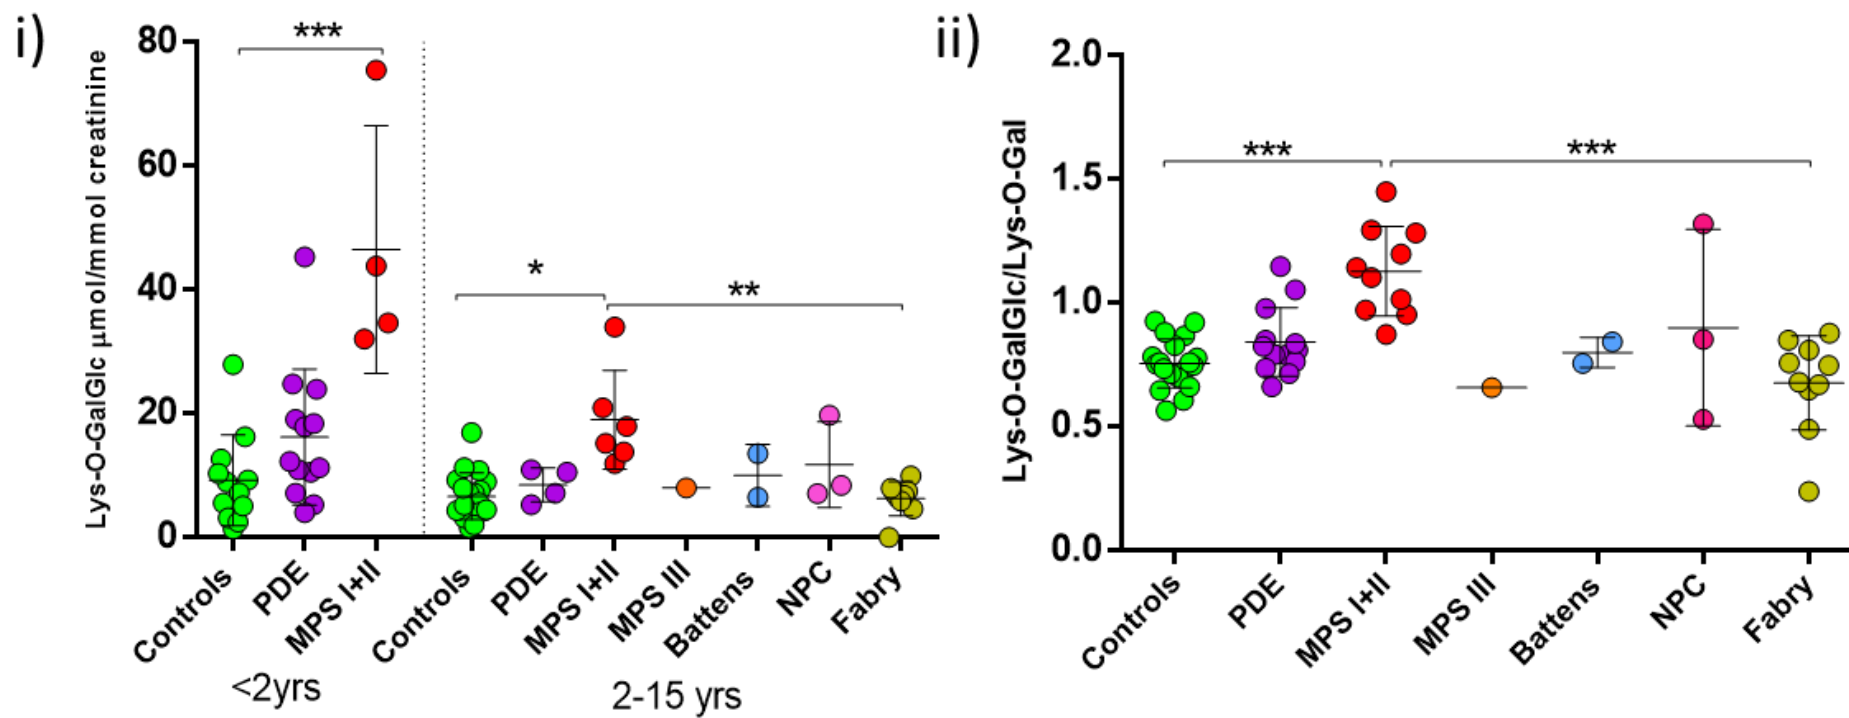 i)
Lys-O-GalGlc µmol/mmol creatinine
80
60
40
20
0
***
*
**
Controls
PDE
MPS I+II
Controls
PDE
MPS I+II
MPS III
Battens
NPC
Fabry
<2yrs
2-15 yrs
ii)
Lys-O-GalGlc/Lys-O-Gal
2.0
1.5
1.0
0.5
0.0
***
***
Controls
PDE
MPS I+II
MPS III
Battens
NPC
Fabry